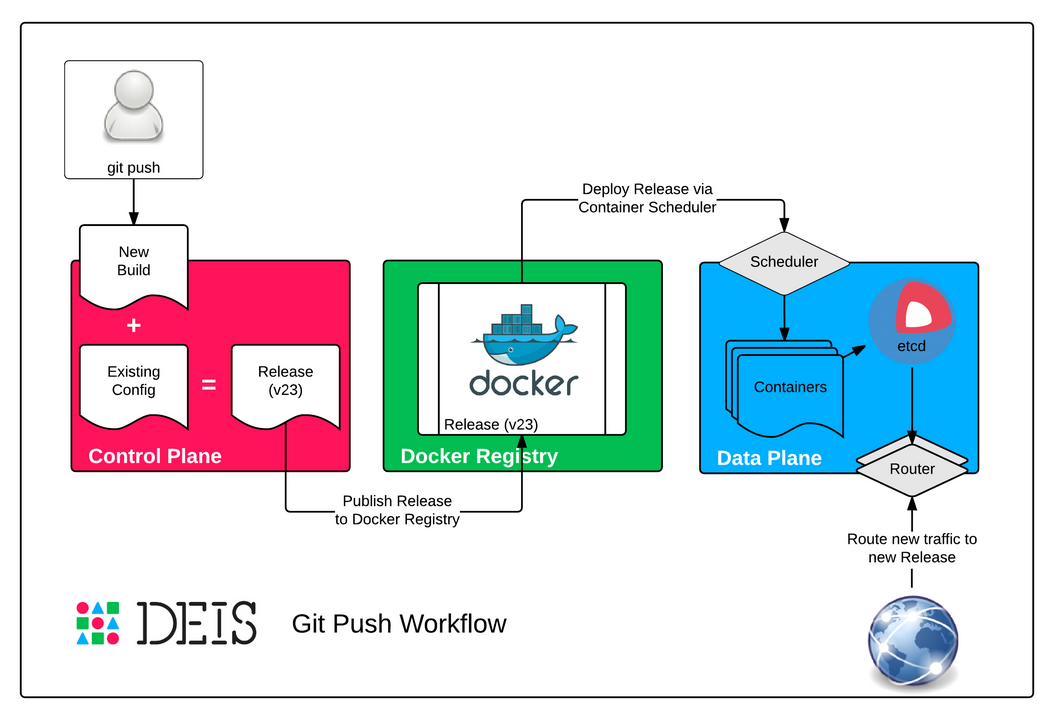 git push
New
Build
+
Existing
Config
=
Release
(v23)
Control Plane
Publish Release
to Docker Registry
docker
Release (v23)
Docker Registry
Deploy Release via
Container Scheduler
Scheduler
Containers
etcd
Data Plane
Router
Route new traffic to
new Release
DEIS
Git Push Workflow